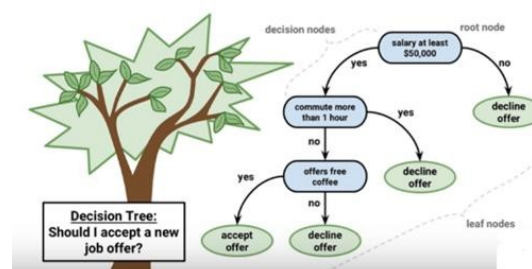 decision nodes
root node
salary at least
$50,000
yes
no
commute more
than 1 hour
decline
offer
yes
no
offers free
coffee
decline
offer
yes
no
leaf nodes
accept
offer
decline
offer
Decision Tree:
Should I accept a new
job offer?